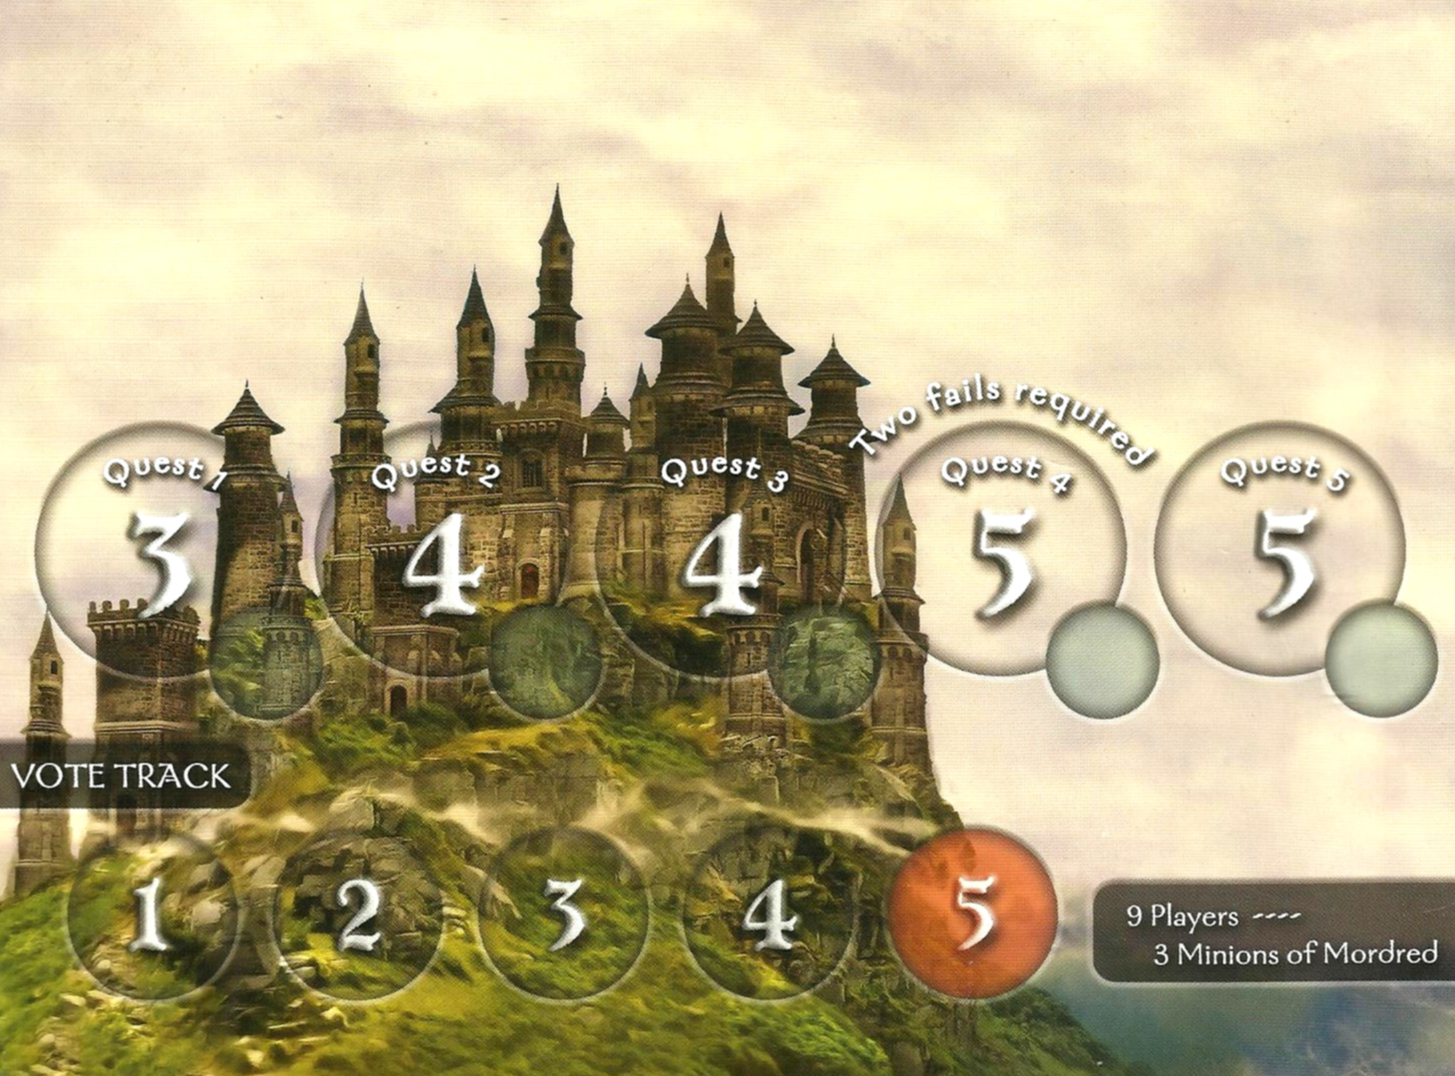 Two fails required
Quest 1
Quest 2
Quest 3
Quest 4
Quest 5
3
4
4
5
5
VOTE TRACK
1
2
3
4
5
9 Players ----
3 Minions of Mordred